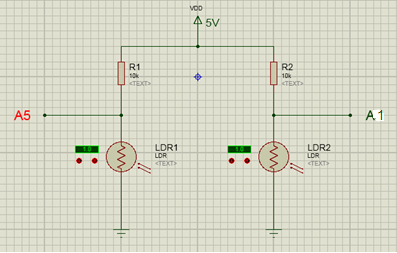 VDD
5V
R1
10k
<TEXT>
R2
10k
<TEXT>
A5
A.1
1.0
LDR1
LDR
<TEXT>
1.0
LDR2
LDR
<TEXT>